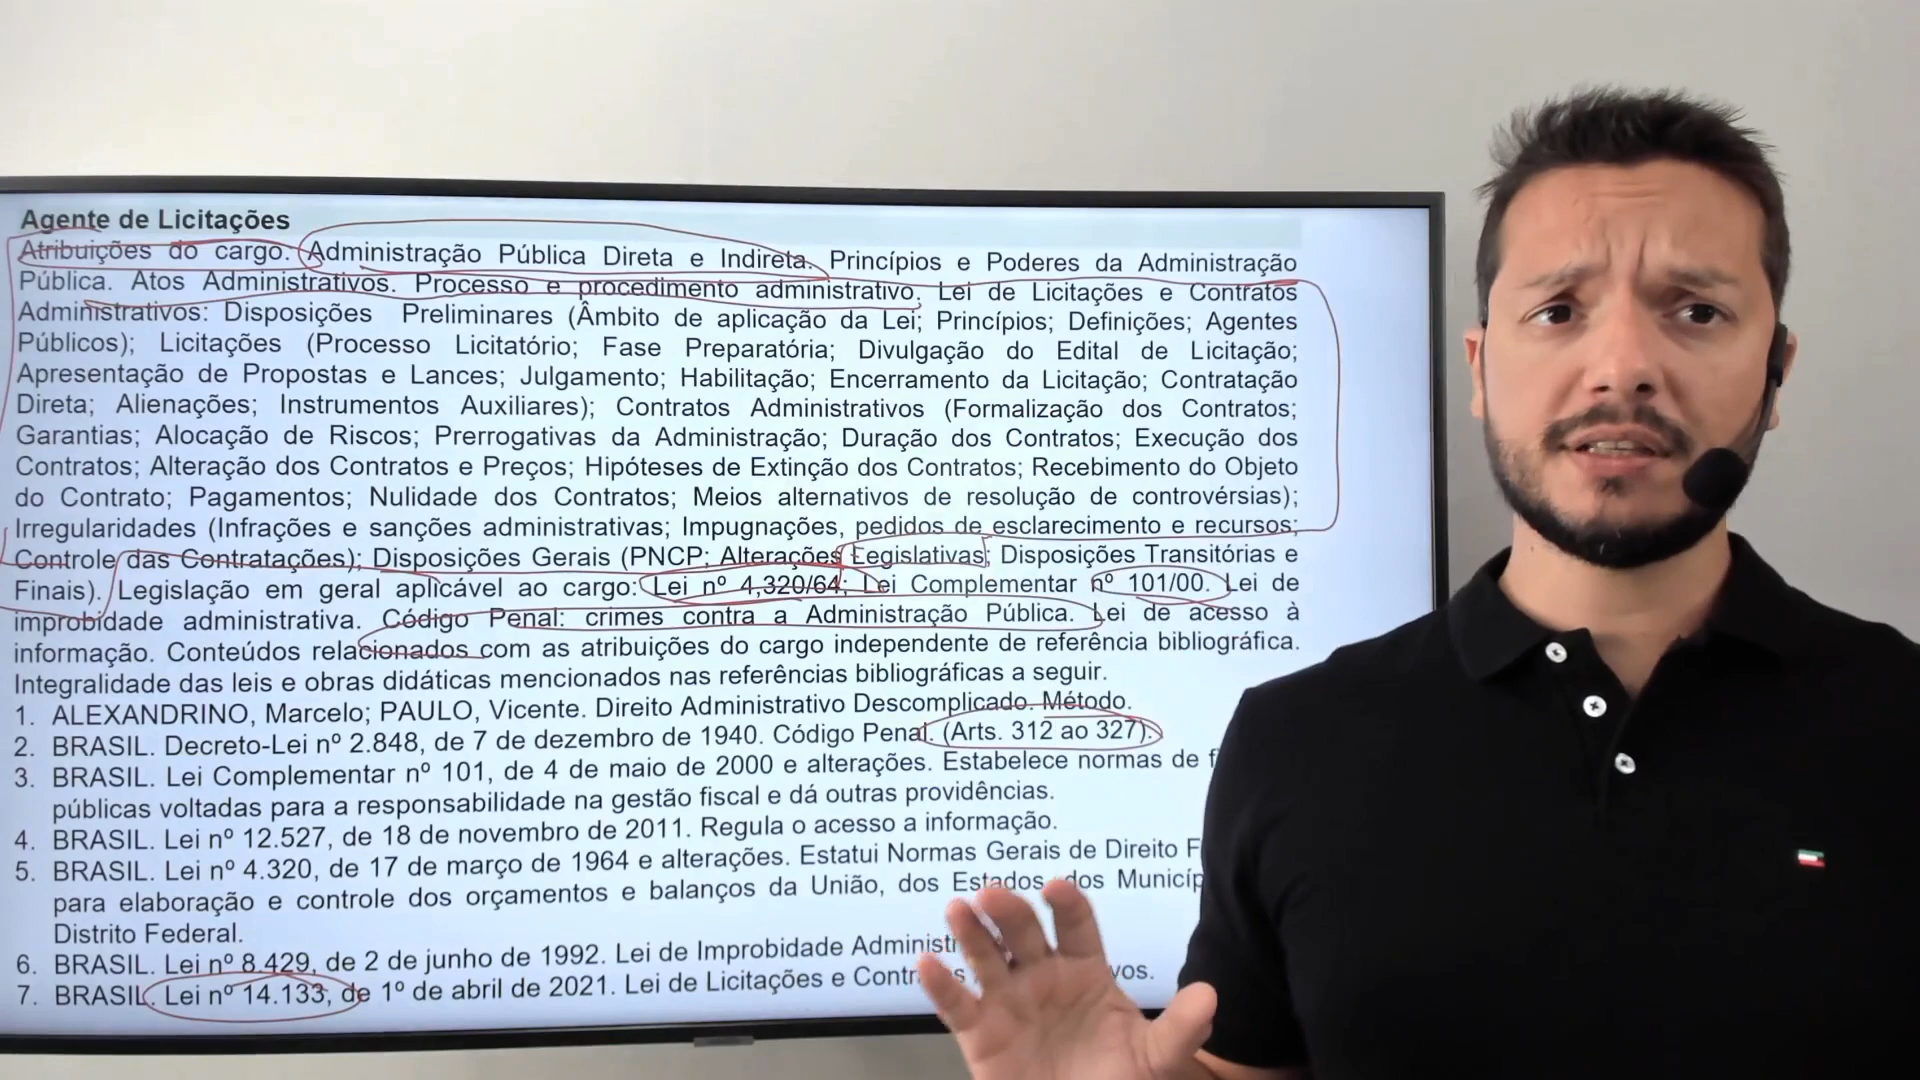 Agente de Licitações
Atribuições do cargo: Administração Pública Direta e Indireta. Princípios e Poderes da Administração
Pública. Atos Administrativos. Processo e procedimento administrativo. Lei de Licitações e Contratos
Administrativos: Disposições Preliminares (Âmbito de aplicação da Lei; Princípios; Definições; Agentes
Públicos); Licitações (Processo Licitatório; Fase Preparatória; Divulgação do Edital de Licitação;
Apresentação de Propostas e Lances; Julgamento; Habilitação; Encerramento da Licitação; Contratação
Direta; Alienações; Instrumentos Auxiliares); Contratos Administrativos (Formalização dos Contratos;
Garantias; Alocação de Riscos; Prerrogativas da Administração; Duração dos Contratos; Execução dos
Contratos; Alteração dos Contratos e Preços; Hipóteses de Extinção dos Contratos; Recebimento do Objeto
do Contrato; Pagamentos; Nulidade dos Contratos; Meios alternativos de resolução de controvérsias);
Irregularidades (Infrações e sanções administrativas; Impugnações, pedidos de esclarecimento e recursos;
Controle das Contratações); Disposições Gerais (PNCP; Alterações Legislativas; Disposições Transitórias e
Finais). Legislação em geral aplicável ao cargo: Lei nº 4.320/64; Lei Complementar nº 101/00. Lei de
improbidade administrativa. Código Penal: crimes contra a Administração Pública. Lei de acesso à
informação. Conteúdos relacionados com as atribuições do cargo independente de referência bibliográfica.
Integralidade das leis e obras didáticas mencionados nas referências bibliográficas a seguir.
1. ALEXANDRINO, Marcelo; PAULO, Vicente. Direito Administrativo Descomplicado. Método.
2. BRASIL. Decreto-Lei nº 2.848, de 7 de dezembro de 1940. Código Penal. (Arts. 312 ao 327).
3. BRASIL. Lei Complementar nº 101, de 4 de maio de 2000 e alterações. Estabelece normas de f
públicas voltadas para a responsabilidade na gestão fiscal e dá outras providências.
4. BRASIL. Lei nº 12.527, de 18 de novembro de 2011. Regula o acesso a informação.
5. BRASIL. Lei nº 4.320, de 17 de março de 1964 e alterações. Estatui Normas Gerais de Direito F
para elaboração e controle dos orçamentos e balanços da União, dos Estados, dos Municíp
Distrito Federal.
6. BRASIL. Lei nº 8.429, de 2 de junho de 1992. Lei de Improbidade Administr
7. BRASIL. Lei nº 14.133, de 1º de abril de 2021. Lei de Licitações e Contr s vos.